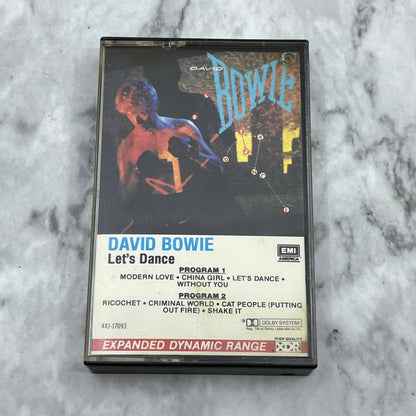 DAVID
BOWIE
DAVID BOWIE
Let's Dance
EMI
AMERICA
PROGRAM 1
MODERN LOVE • CHINA GIRL • LET'S DANCE •
WITHOUT YOU
PROGRAM 2
RICOCHET • CRIMINAL WORLD • CAT PEOPLE (PUTTING
OUT FIRE) • SHAKE IT
4XJ-17093
DOLBY SYSTEM
EXPANDED DYNAMIC RANGE
HIGH QUALITY
XDR